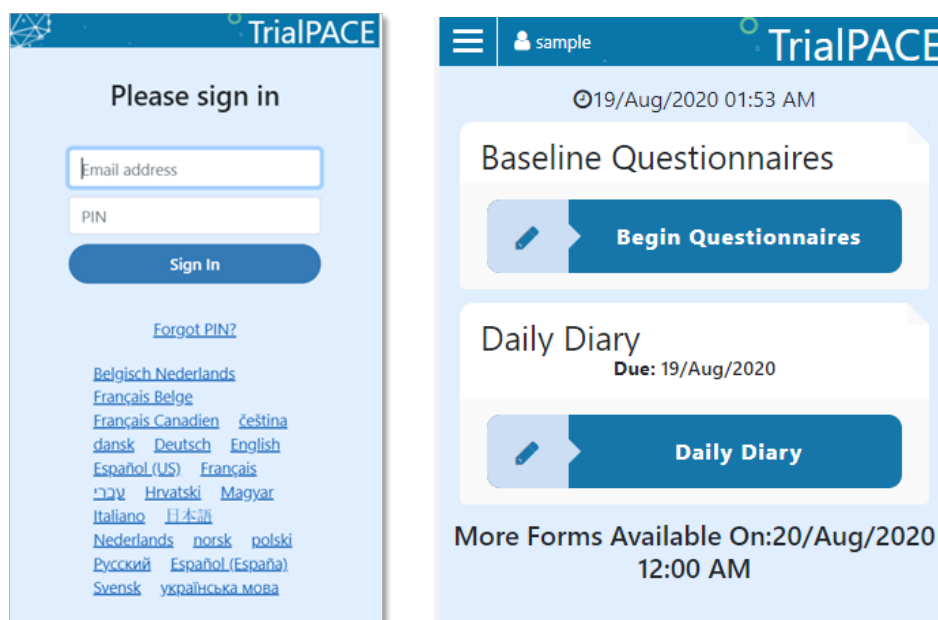 TrialPACE
Please sign in
Email address
PIN
Sign In
Forgot PIN?
Belgisch Nederlands
Français Belge
Français Canadien čeština
dansk Deutsch English
Español (US) Français
עברי Hrvatski Magyar
Italiano 日本語
Nederlands norsk polski
Русский Español (España)
Svensk українська мова
sample TrialPACE
19/Aug/2020 01:53 AM
Baseline Questionnaires
Begin Questionnaires
Daily Diary
Due: 19/Aug/2020
Daily Diary
More Forms Available On:20/Aug/2020
12:00 AM